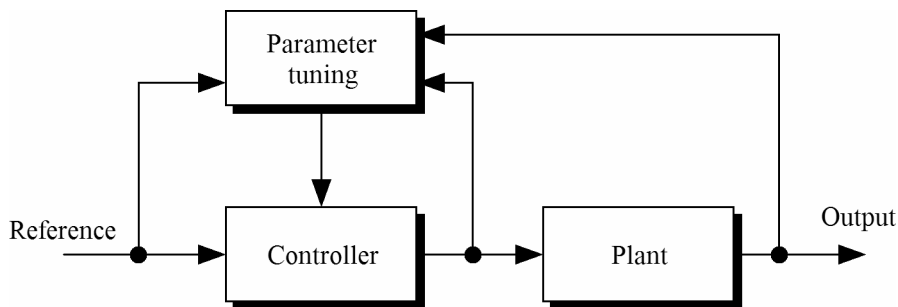 Parameter
tuning
Reference
Controller
Plant
Output